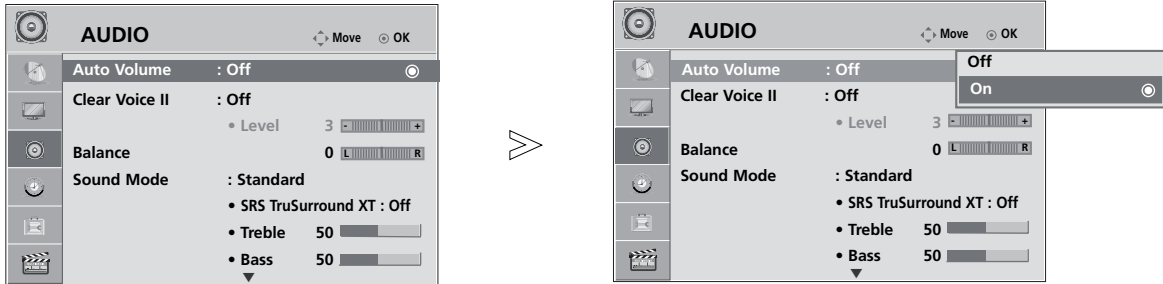 AUDIO Move OK
Auto Volume : Off
Clear Voice II : Off
• Level 3 - +
Balance 0 L R
Sound Mode : Standard
• SRS TruSurround XT : Off
• Treble 50
• Bass 50
AUDIO Move OK
Auto Volume : Off
Off
On
Clear Voice II : Off
• Level 3 - +
Balance 0 L R
Sound Mode : Standard
• SRS TruSurround XT : Off
• Treble 50
• Bass 50